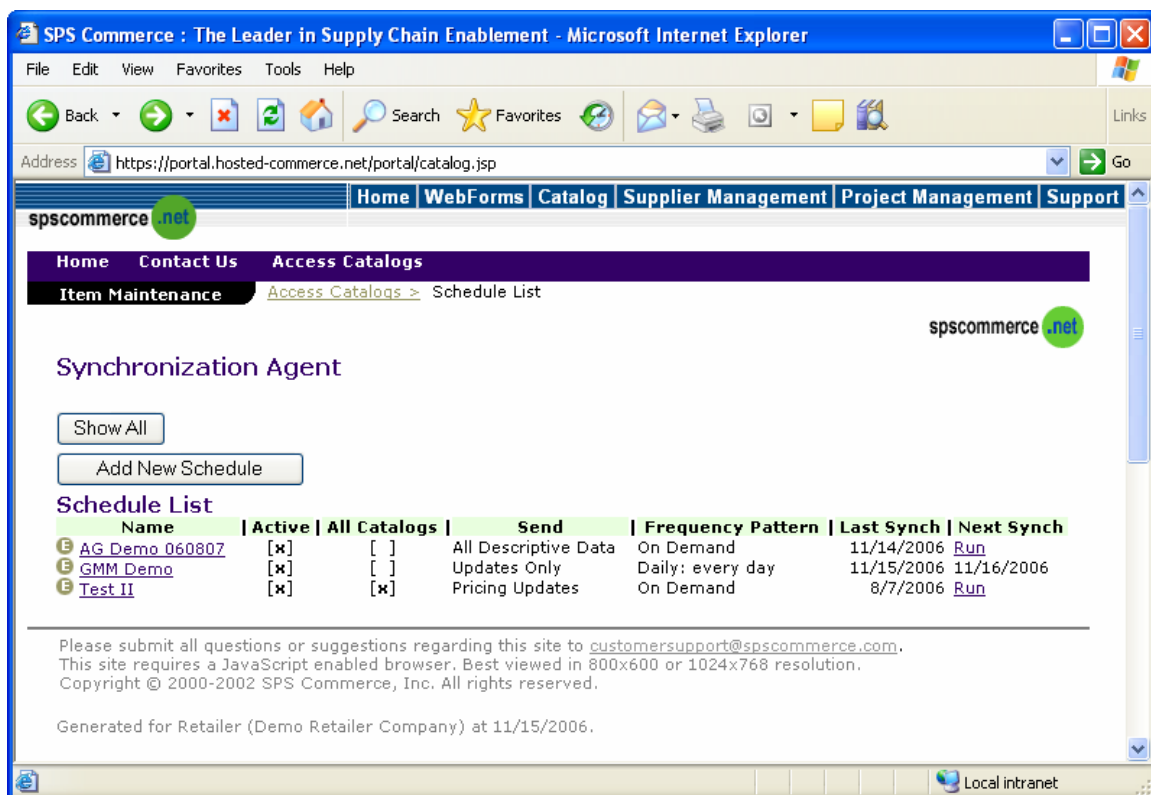 SPS Commerce : The Leader in Supply Chain Enablement - Microsoft Internet Explorer
File Edit View Favorites Tools Help
Back Search Favorites Links
Address https://portal.hosted-commerce.net/portal/catalog.jsp Go
Home | WebForms | Catalog | Supplier Management | Project Management | Support
spscommerce .net
Home Contact Us Access Catalogs
Item Maintenance Access Catalogs > Schedule List
spscommerce .net
Synchronization Agent
Show All
Add New Schedule
Schedule List
Name | Active | All Catalogs | Send | Frequency Pattern | Last Synch | Next Synch
E AG Demo 060807 [x] [ ] All Descriptive Data On Demand 11/14/2006 Run
E GMM Demo [x] [ ] Updates Only Daily: every day 11/15/2006 11/16/2006
E Test II [x] [x] Pricing Updates On Demand 8/7/2006 Run
Please submit all questions or suggestions regarding this site to customersupport@spscommerce.com.
This site requires a JavaScript enabled browser. Best viewed in 800x600 or 1024x768 resolution.
Copyright © 2000-2002 SPS Commerce, Inc. All rights reserved.
Generated for Retailer (Demo Retailer Company) at 11/15/2006.
Local intranet